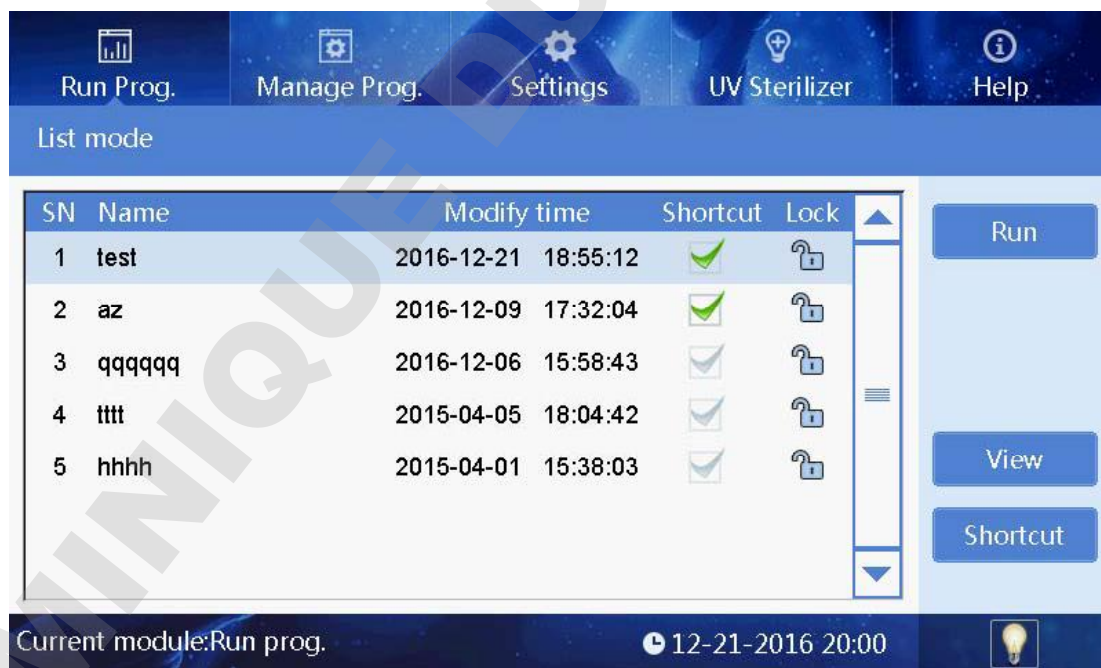 Run Prog. Manage Prog. Settings UV Sterilizer Help
List mode
SN Name Modify time Shortcut Lock
Run
1 test 2016-12-21 18:55:12
2 az 2016-12-09 17:32:04
3 qqqqqq 2016-12-06 15:58:43
4 tttt 2015-04-05 18:04:42
5 hhhh 2015-04-01 15:38:03
View
Shortcut
Current module:Run prog. 12-21-2016 20:00